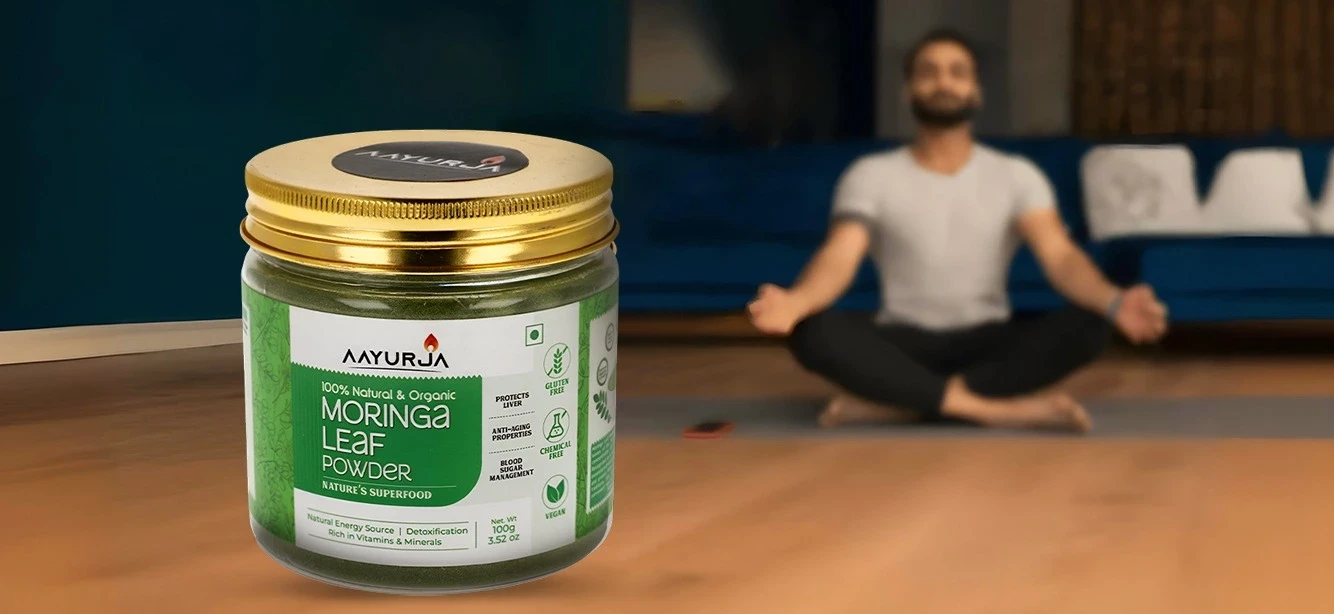 AAYURJA
AAYURJA
100% Natural & Organic
MORINGA
LEAF
POWDER
NATURE'S SUPERFOOD
PROTECTS
LIVER
ANTI-AGING
PROPERTIES
BLOOD
SUGAR
MANAGEMENT
GLUTEN
FREE
CHEMICAL
FREE
VEGAN
Natural Energy Source | Detoxification
Rich in Vitamins & Minerals
Net. Wt
100g
3.52 oz